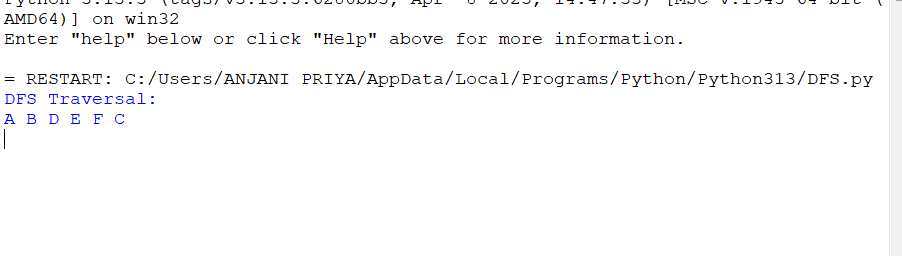 AMD64)] on win32
Enter "help" below or click "Help" above for more information.
= RESTART: C:/Users/ANJANI PRIYA/AppData/Local/Programs/Python/Python313/DFS.py
DFS Traversal:
A B D E F C